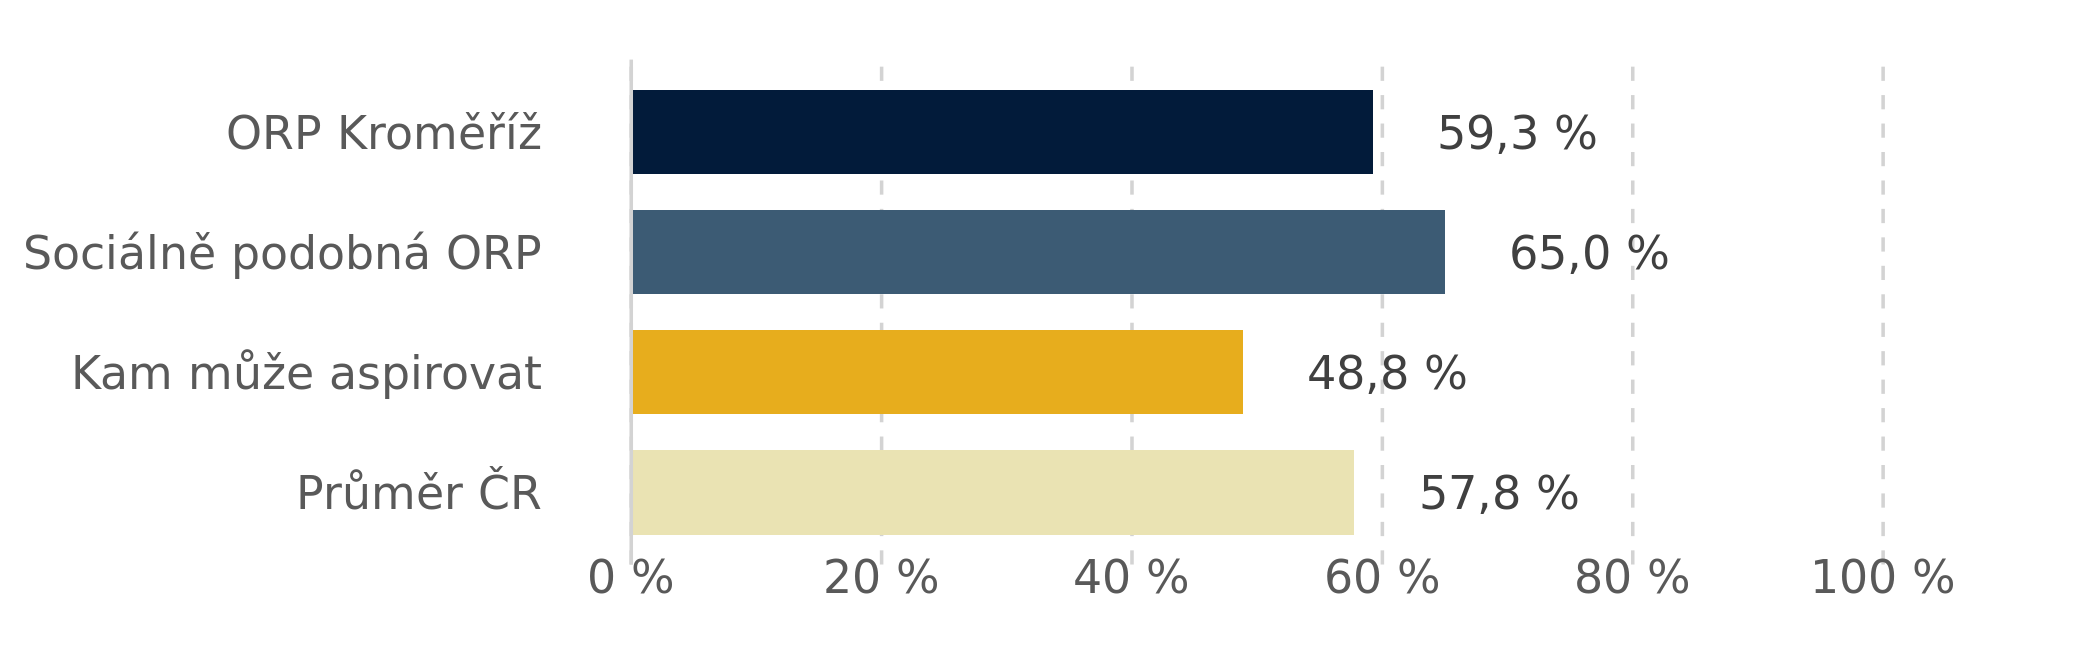 ORP Kroměříž 59,3 %
Sociálně podobná ORP 65,0 %
Kam může aspirovat 48,8 %
Průměr ČR 57,8 %
0 % 20 % 40 % 60 % 80 % 100 %